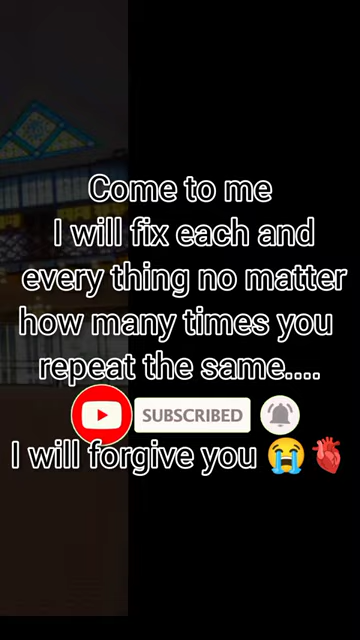 Come to me
I will fix each and
every thing no matter
how many times you
repeat the same....
SUBSCRIBED
I will forgive you 😭🫀